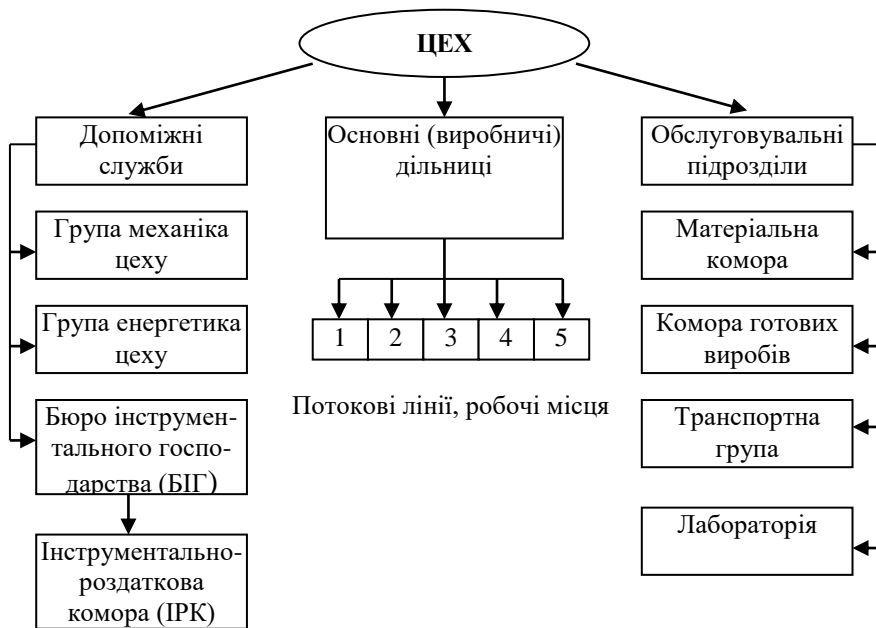 ЦЕХ
Допоміжні
служби
Група механіка
цеху
Група енергетика
цеху
Бюро інструмен-
тального госпо-
дарства (БІГ)
Інструментально-
роздаткова
комора (ІРК)
Основні (виробничі)
дільниці
1 2 3 4 5
Потокові лінії, робочі місця
Обслуговувальні
підрозділи
Матеріальна
комора
Комора готових
виробів
Транспортна
група
Лабораторія